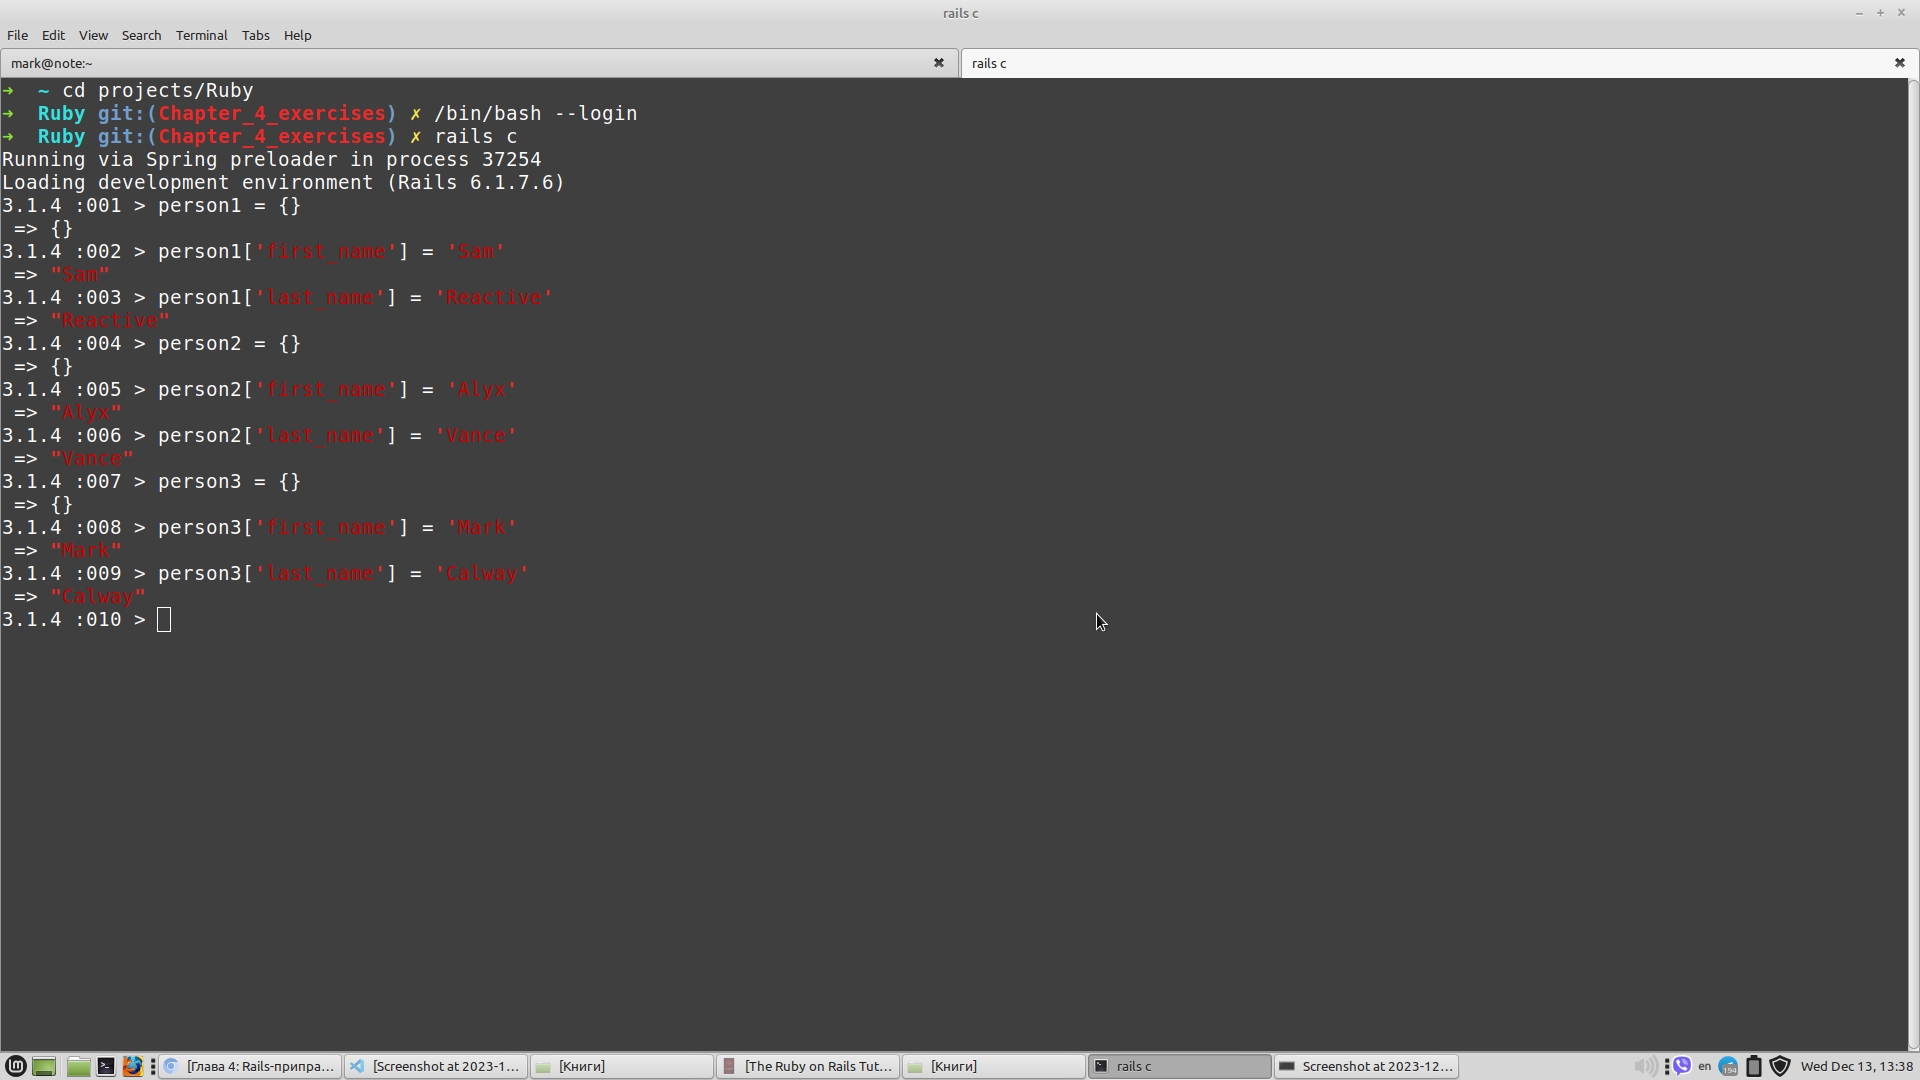 rails c
File Edit View Search Terminal Tabs Help
mark@note:~ rails c
➜ ~ cd projects/Ruby
➜ Ruby git:(Chapter_4_exercises) ✗ /bin/bash --login
➜ Ruby git:(Chapter_4_exercises) ✗ rails c
Running via Spring preloader in process 37254
Loading development environment (Rails 6.1.7.6)
3.1.4 :001 > person1 = {}
 => {}
3.1.4 :002 > person1['first_name'] = 'Sam'
 => "Sam"
3.1.4 :003 > person1['last_name'] = 'Reactive'
 => "Reactive"
3.1.4 :004 > person2 = {}
 => {}
3.1.4 :005 > person2['first_name'] = 'Alyx'
 => "Alyx"
3.1.4 :006 > person2['last_name'] = 'Vance'
 => "Vance"
3.1.4 :007 > person3 = {}
 => {}
3.1.4 :008 > person3['first_name'] = 'Mark'
 => "Mark"
3.1.4 :009 > person3['last_name'] = 'Calway'
 => "Calway"
3.1.4 :010 >
[Глава 4: Rails-припра... [Screenshot at 2023-1... [Книги] [The Ruby on Rails Tut... [Книги] rails c Screenshot at 2023-12... en 194 Wed Dec 13, 13:38